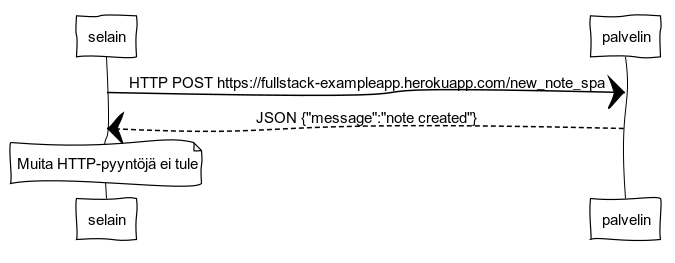 selain
palvelin
HTTP POST https://fullstack-exampleapp.herokuapp.com/new_note_spa
JSON {"message":"note created"}
Muita HTTP-pyyntöjä ei tule
selain
palvelin